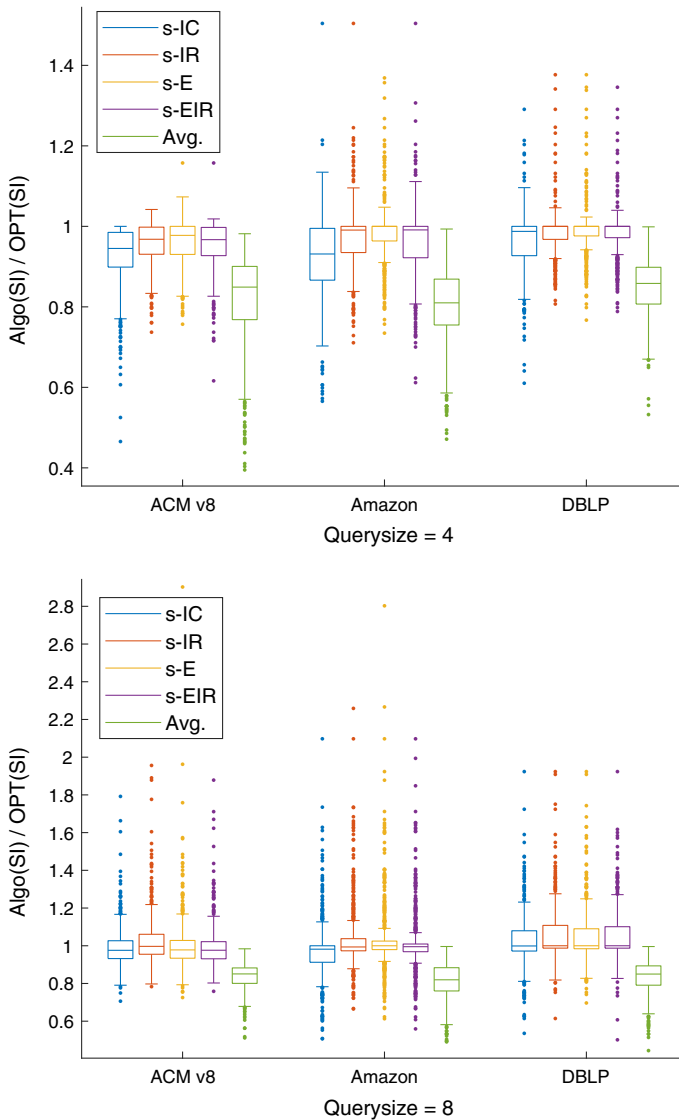 s-IC
s-IR
s-E
s-EIR
Avg.
1.4
1.2
1
0.8
0.6
0.4
Algo(SI) / OPT(SI)
ACM v8
Amazon
DBLP
Querysize = 4
s-IC
s-IR
s-E
s-EIR
Avg.
2.8
2.6
2.4
2.2
2
1.8
1.6
1.4
1.2
1
0.8
0.6
Algo(SI) / OPT(SI)
ACM v8
Amazon
DBLP
Querysize = 8